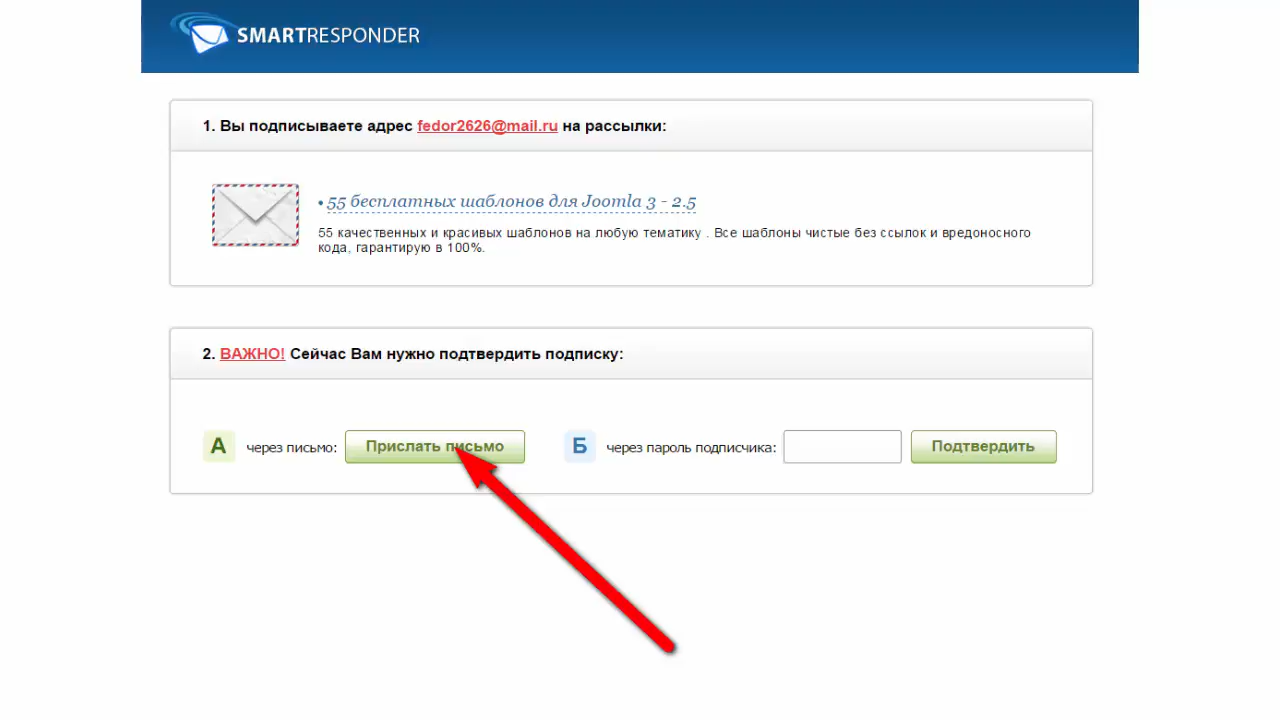 SMARTRESPONDER
1. Вы подписываете адрес fedor2626@mail.ru на рассылки:
• 55 бесплатных шаблонов для Joomla 3 - 2.5
55 качественных и красивых шаблонов на любую тематику . Все шаблоны чистые без ссылок и вредоносного
кода, гарантирую в 100%.
2. ВАЖНО! Сейчас Вам нужно подтвердить подписку:
А через письмо: Прислать письмо Б через пароль подписчика: Подтвердить